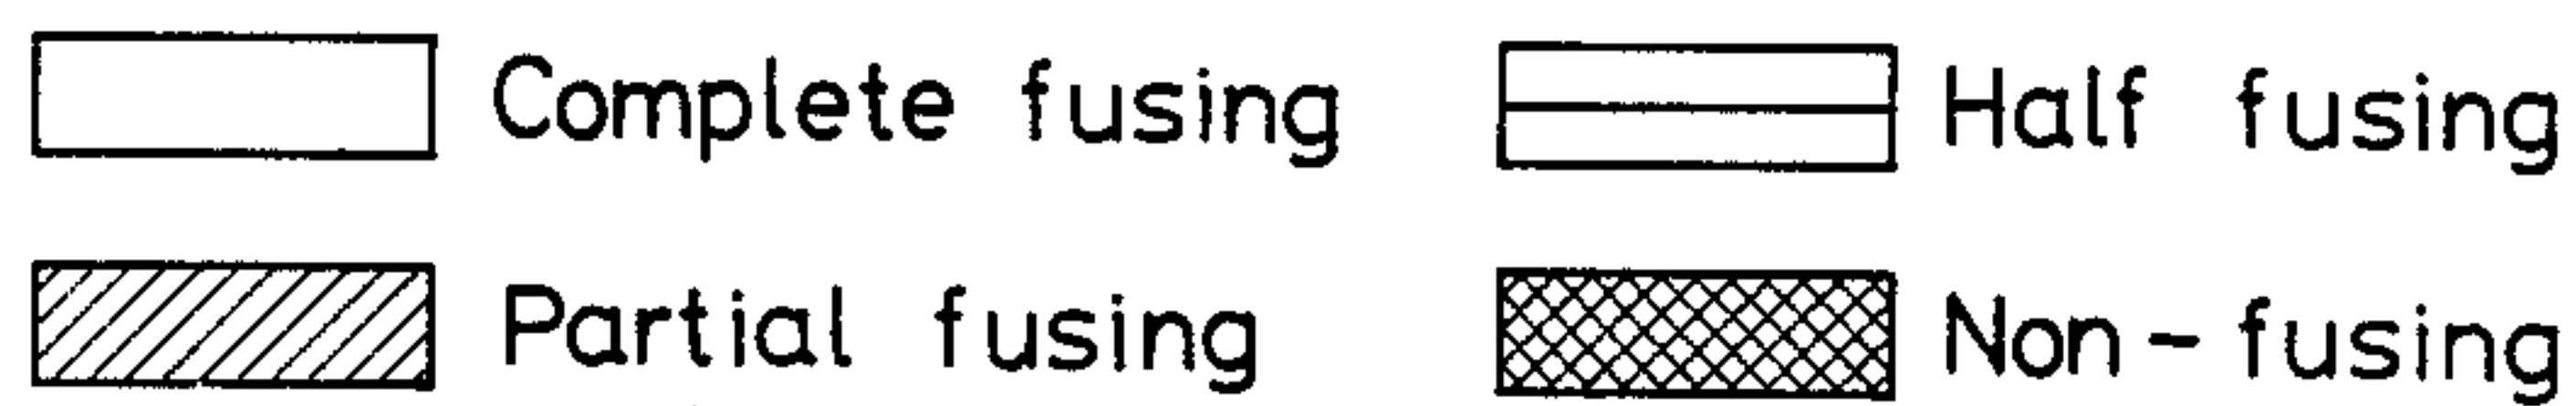 Complete fusing
Half fusing
Partial fusing
Non-fusing